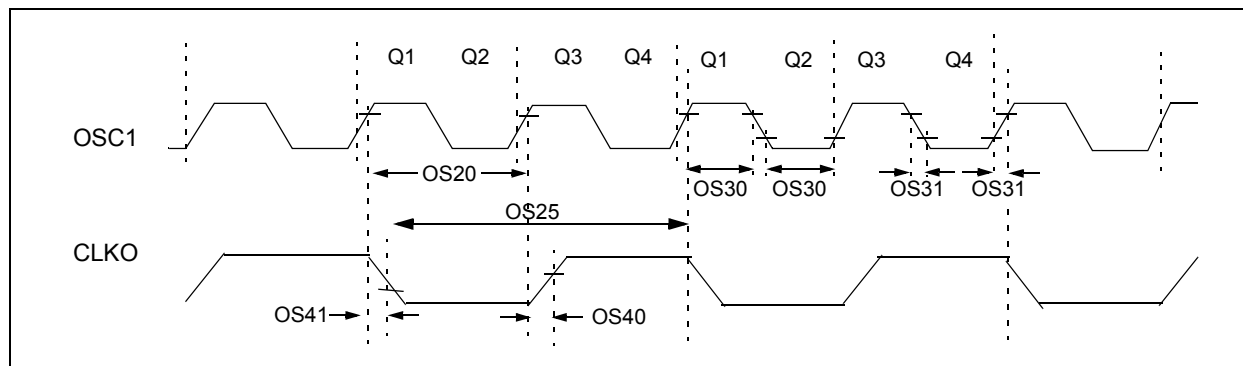 Q1 Q2 Q3 Q4 Q1 Q2 Q3 Q4
OSC1
OS20 OS30 OS30 OS31 OS31
OS25
CLKO
OS41 OS40